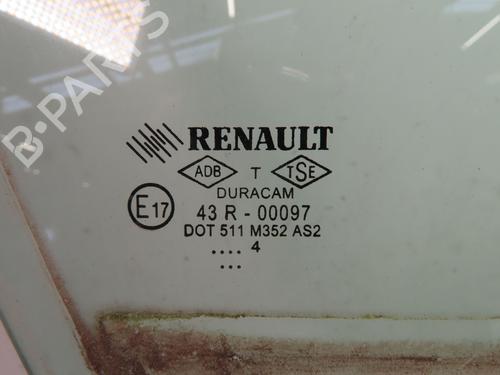 B-PARTS
RENAULT
ADB T TSE
DURACAM
E17
43 R - 00097
DOT 511 M352 AS2
.... 4
...